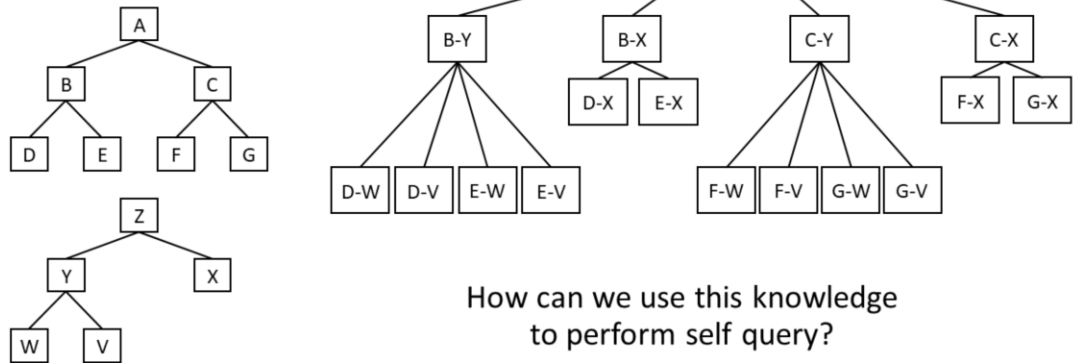 A
B-Y B-X C-Y C-X
B C
D-X E-X F-X G-X
D E F G
D-W D-V E-W E-V F-W F-V G-W G-V
Z
Y X
How can we use this knowledge
to perform self query?
W V